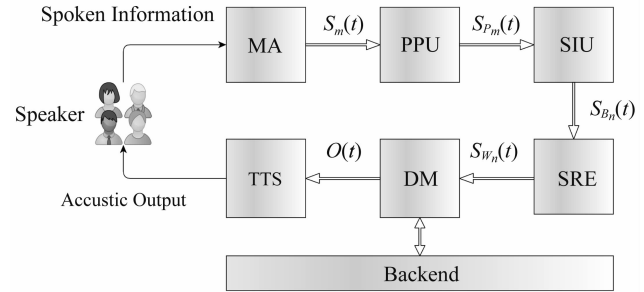 Spoken Information
MA
S_m(t)
PPU
S_{P_m}(t)
SIU
S_{B_n}(t)
Speaker
TTS
O(t)
DM
S_{W_n}(t)
SRE
Accustic Output
Backend